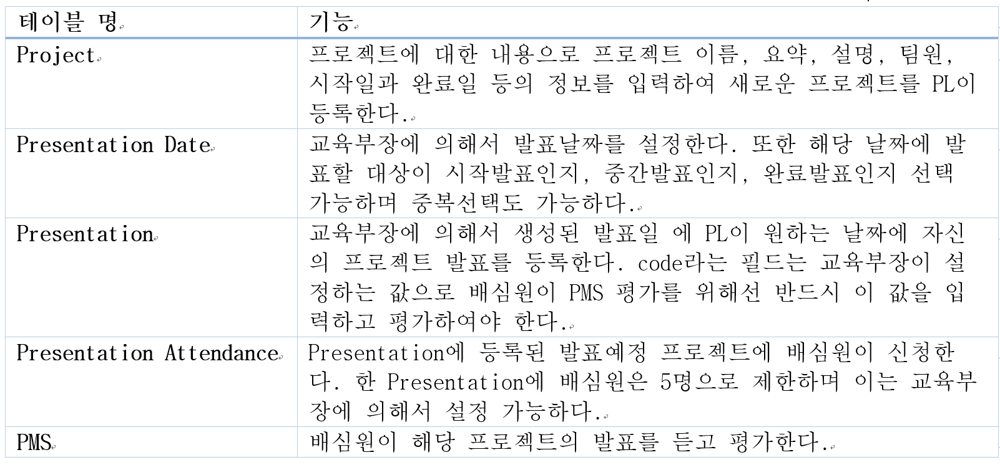 테이블 명
기능
Project
프로젝트에 대한 내용으로 프로젝트 이름, 요약, 설명, 팀원,
시작일과 완료일 등의 정보를 입력하여 새로운 프로젝트를 PL이
등록한다.
Presentation Date
교육부장에 의해서 발표날짜를 설정한다. 또한 해당 날짜에 발
표할 대상이 시작발표인지, 중간발표인지, 완료발표인지 선택
가능하며 중복선택도 가능하다.
Presentation
교육부장에 의해서 생성된 발표일 에 PL이 원하는 날짜에 자신
의 프로젝트 발표를 등록한다. code라는 필드는 교육부장이 설
정하는 값으로 배심원이 PMS 평가를 위해선 반드시 이 값을 입
력하고 평가하여야 한다.
Presentation Attendance
Presentation에 등록된 발표예정 프로젝트에 배심원이 신청한
다. 한 Presentation에 배심원은 5명으로 제한하며 이는 교육부
장에 의해서 설정 가능하다.
PMS
배심원이 해당 프로젝트의 발표를 듣고 평가한다.